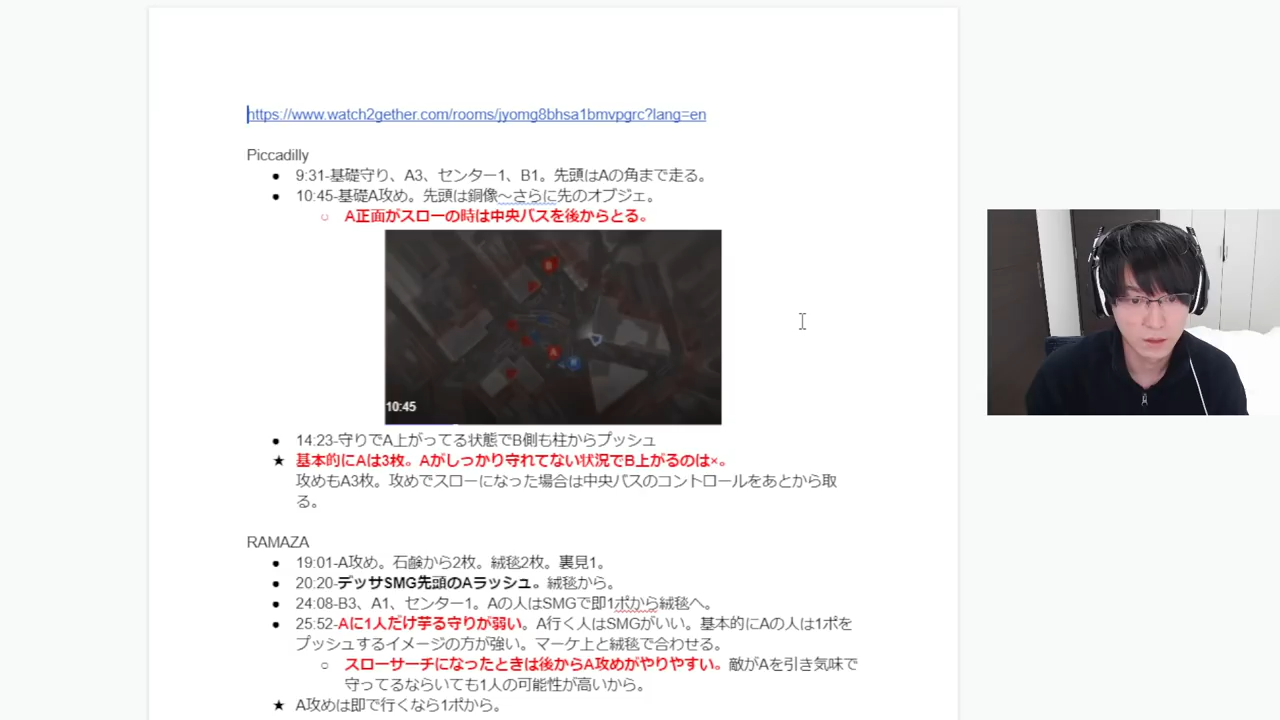 https://www.watch2gether.com/rooms/jyomg8bhsa1bmvpgrc?lang=en
Piccadilly
● 9:31-基礎守り、A3、センター1、B1。先頭はAの角まで走る。
● 10:45-基礎A攻め。先頭は銅像～さらに先のオブジェ。
○ A正面がスローの時は中央バスを後からとる。
B
A
10:45
● 14:23-守りでA上がってる状態でB側も柱からプッシュ
★ 基本的にAは3枚。Aがしっかり守れてない状況でB上がるのは×。
攻めもA3枚。攻めでスローになった場合は中央バスのコントロールをあとから取
る。
RAMAZA
● 19:01-A攻め。石鹸から2枚。絨毯2枚。裏見1。
● 20:20-デッサSMG先頭のAラッシュ。絨毯から。
● 24:08-B3、A1、センター1。Aの人はSMGで即1ポから絨毯へ。
● 25:52-Aに1人だけ芋る守りが弱い。A行く人はSMGがいい。基本的にAの人は1ポを
プッシュするイメージの方が強い。マーケ上と絨毯で合わせる。
○ スローサーチになったときは後からA攻めがやりやすい。敵がAを引き気味で
守ってるならいても1人の可能性が高いから。
★ A攻めは即で行くなら1ポから。